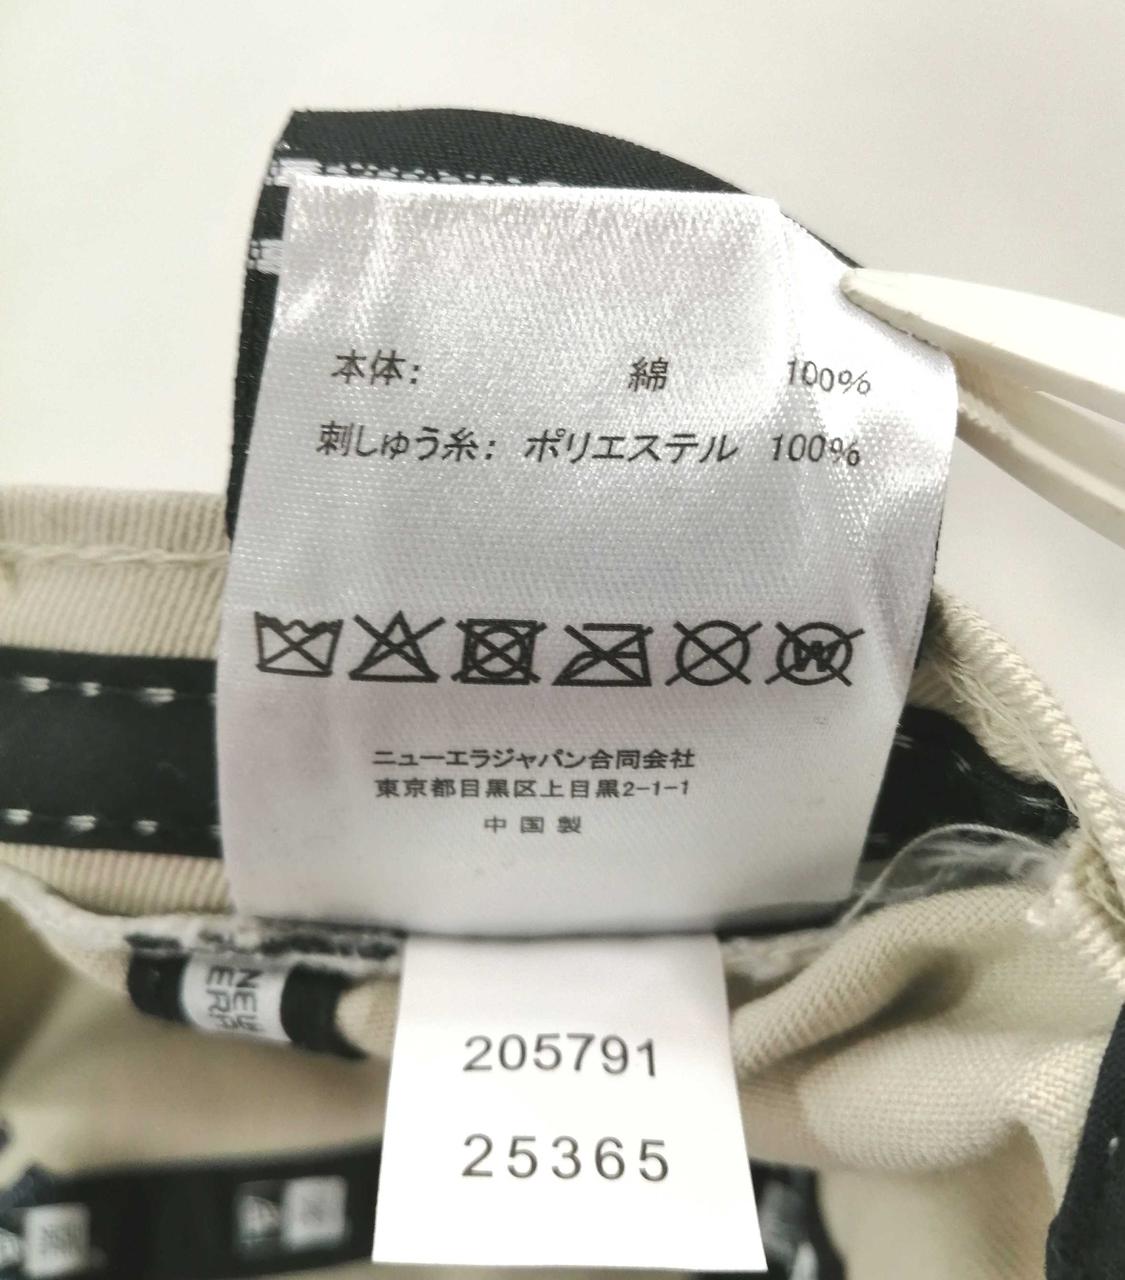 本体: 綿 100%
刺しゅう糸: ポリエステル 100%
W
ニューエラジャパン合同会社
東京都目黒区上目黒2-1-1
中国製
NEW
ERA
205791
25365